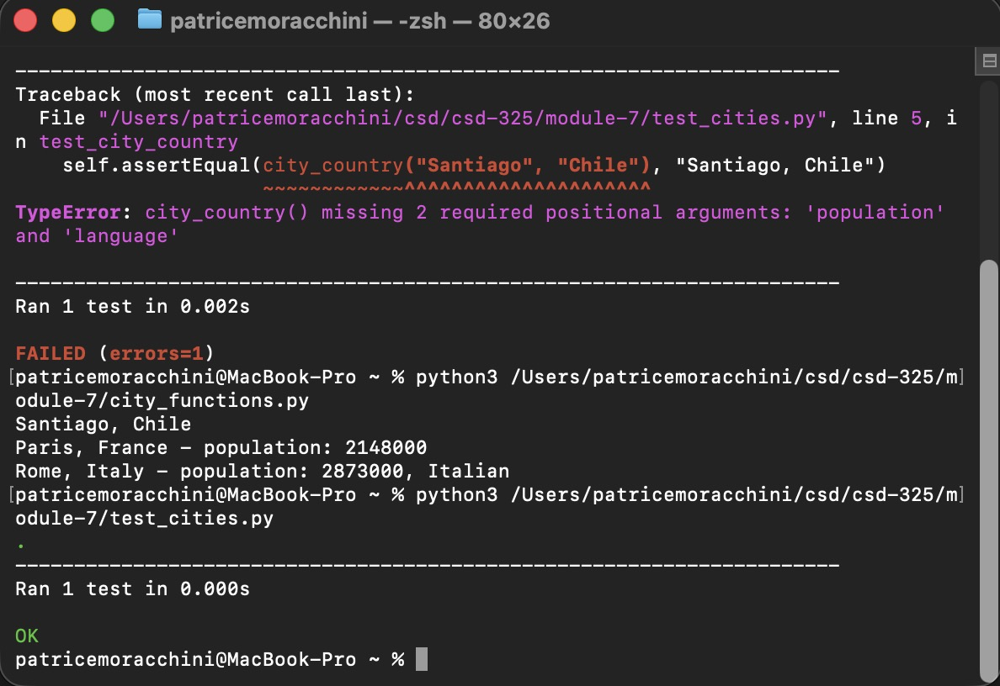 patricemoracchini — -zsh — 80×26
----------------------------------------------------------------------
Traceback (most recent call last):
  File "/Users/patricemoracchini/csd/csd-325/module-7/test_cities.py", line 5, i
n test_city_country
    self.assertEqual(city_country("Santiago", "Chile"), "Santiago, Chile")
                     ~~~~~~~~~~~~^^^^^^^^^^^^^^^^^^^^^
TypeError: city_country() missing 2 required positional arguments: 'population'
and 'language'

----------------------------------------------------------------------
Ran 1 test in 0.002s

FAILED (errors=1)
[patricemoracchini@MacBook-Pro ~ % python3 /Users/patricemoracchini/csd/csd-325/m]
odule-7/city_functions.py
Santiago, Chile
Paris, France - population: 2148000
Rome, Italy - population: 2873000, Italian
[patricemoracchini@MacBook-Pro ~ % python3 /Users/patricemoracchini/csd/csd-325/m]
odule-7/test_cities.py
.
----------------------------------------------------------------------
Ran 1 test in 0.000s

OK
patricemoracchini@MacBook-Pro ~ %